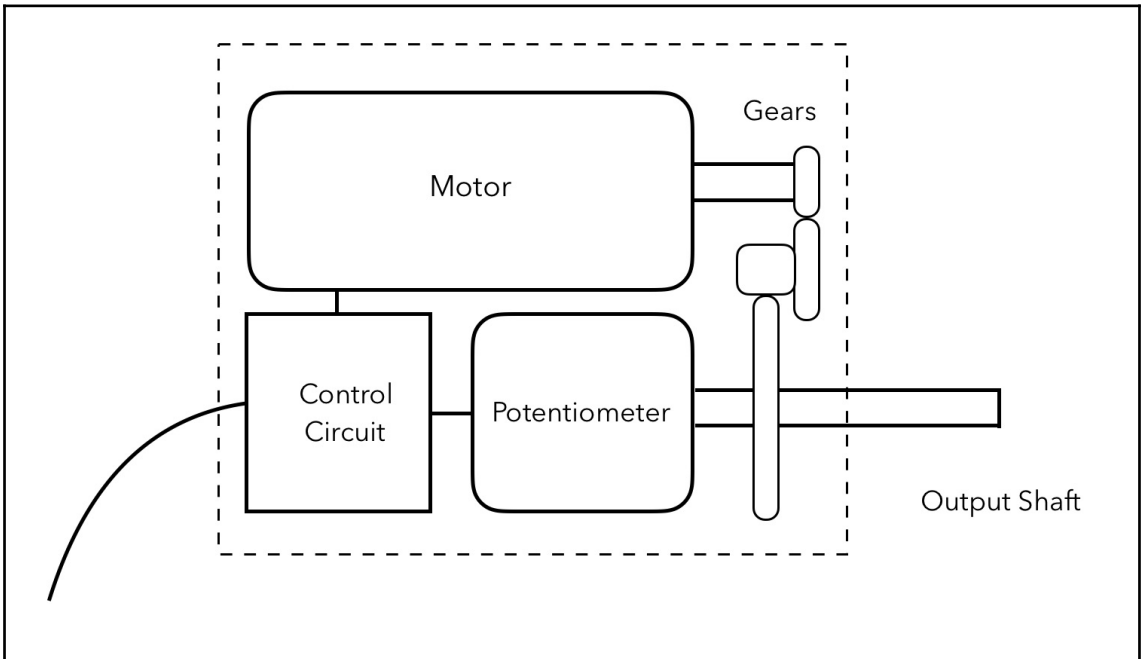 Gears
Motor
Control
Circuit
Potentiometer
Output Shaft